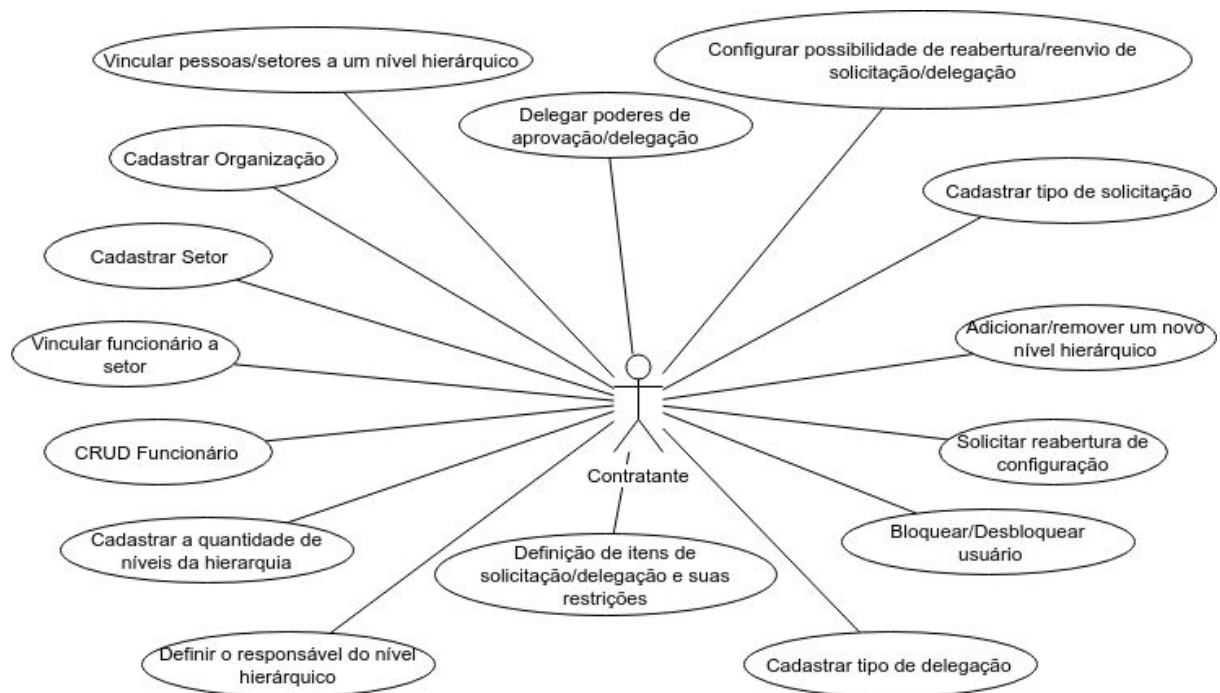 Vincular pessoas/setores a um nível hierárquico
Configurar possibilidade de reabertura/reenvio de
solicitação/delegação
Delegar poderes de
aprovação/delegação
Cadastrar Organização
Cadastrar tipo de solicitação
Cadastrar Setor
Vincular funcionário a
setor
Adicionar/remover um novo
nível hierárquico
CRUD Funcionário
Solicitar reabertura de
configuração
Contratante
Cadastrar a quantidade de
níveis da hierarquia
Definição de itens de
solicitação/delegação e suas
restrições
Bloquear/Desbloquear
usuário
Definir o responsável do nível
hierárquico
Cadastrar tipo de delegação